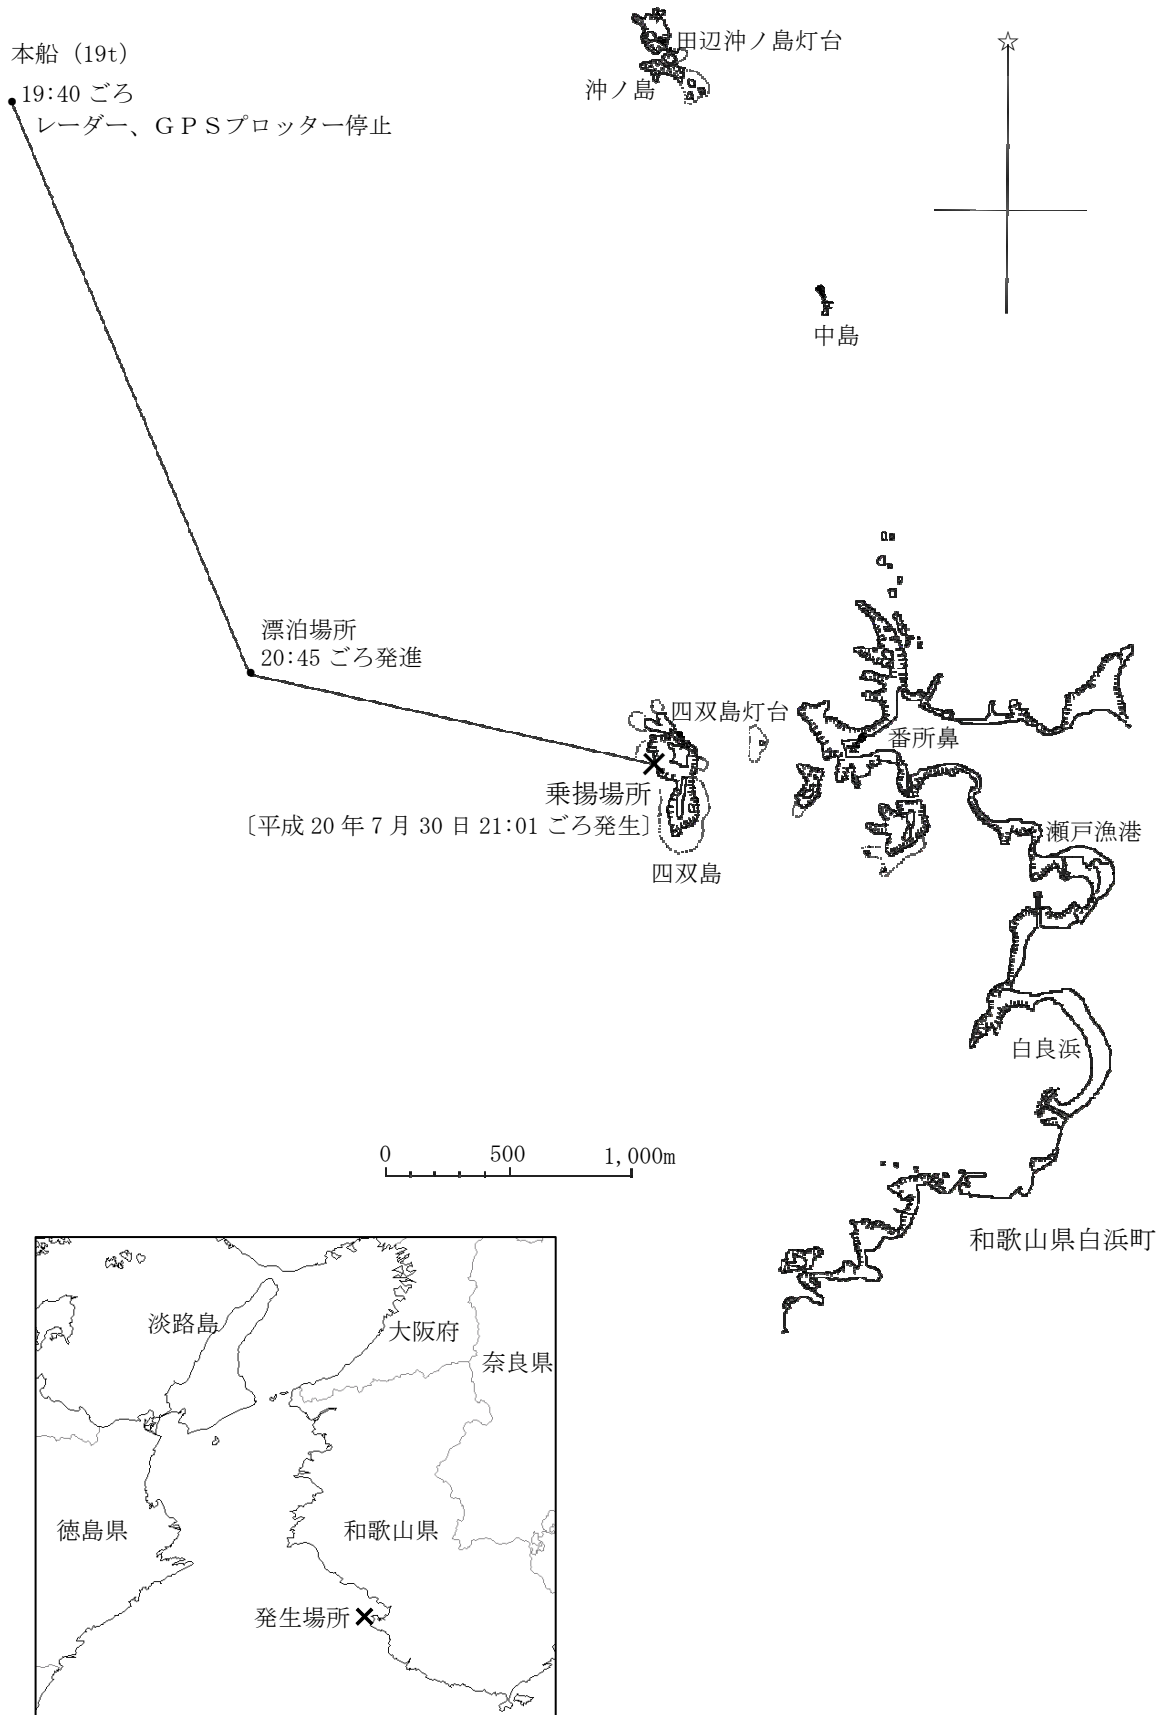 田辺沖ノ島灯台
本船（19t）
沖ノ島
19:40 ごろ
レーダー、ＧＰＳプロッター停止
中島
漂泊場所
20:45 ごろ発進
四双島灯台
番所鼻
乗揚場所
〔平成 20 年 7 月 30 日 21:01 ごろ発生〕
瀬戸漁港
四双島
白良浜
0 500 1,000m
和歌山県白浜町
淡路島
大阪府
奈良県
徳島県
和歌山県
発生場所